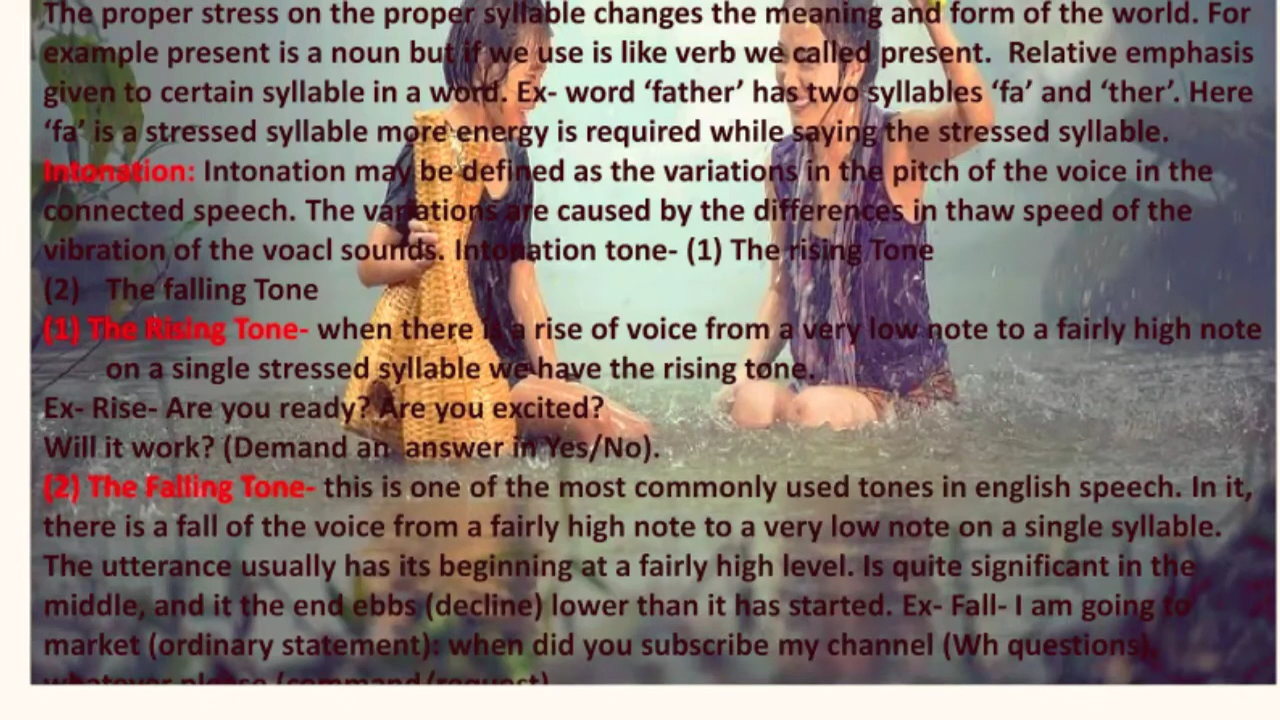 The proper stress on the proper syllable changes the meaning and form of the world. For
example present is a noun but if we use is like verb we called present. Relative emphasis
given to certain syllable in a word. Ex- word ‘father’ has two syllables ‘fa’ and ‘ther’. Here
‘fa’ is a stressed syllable more energy is required while saying the stressed syllable.
Intonation: Intonation may be defined as the variations in the pitch of the voice in the
connected speech. The variations are caused by the differences in thaw speed of the
vibration of the voacl sounds. Intonation tone- (1) The rising Tone
(2) The falling Tone
(1) The Rising Tone- when there is a rise of voice from a very low note to a fairly high note
on a single stressed syllable we have the rising tone.
Ex- Rise- Are you ready? Are you excited?
Will it work? (Demand an answer in Yes/No).
(2) The Falling Tone- this is one of the most commonly used tones in english speech. In it,
there is a fall of the voice from a fairly high note to a very low note on a single syllable.
The utterance usually has its beginning at a fairly high level. Is quite significant in the
middle, and it the end ebbs (decline) lower than it has started. Ex- Fall- I am going to
market (ordinary statement): when did you subscribe my channel (Wh questions),
whatever please (command/request)